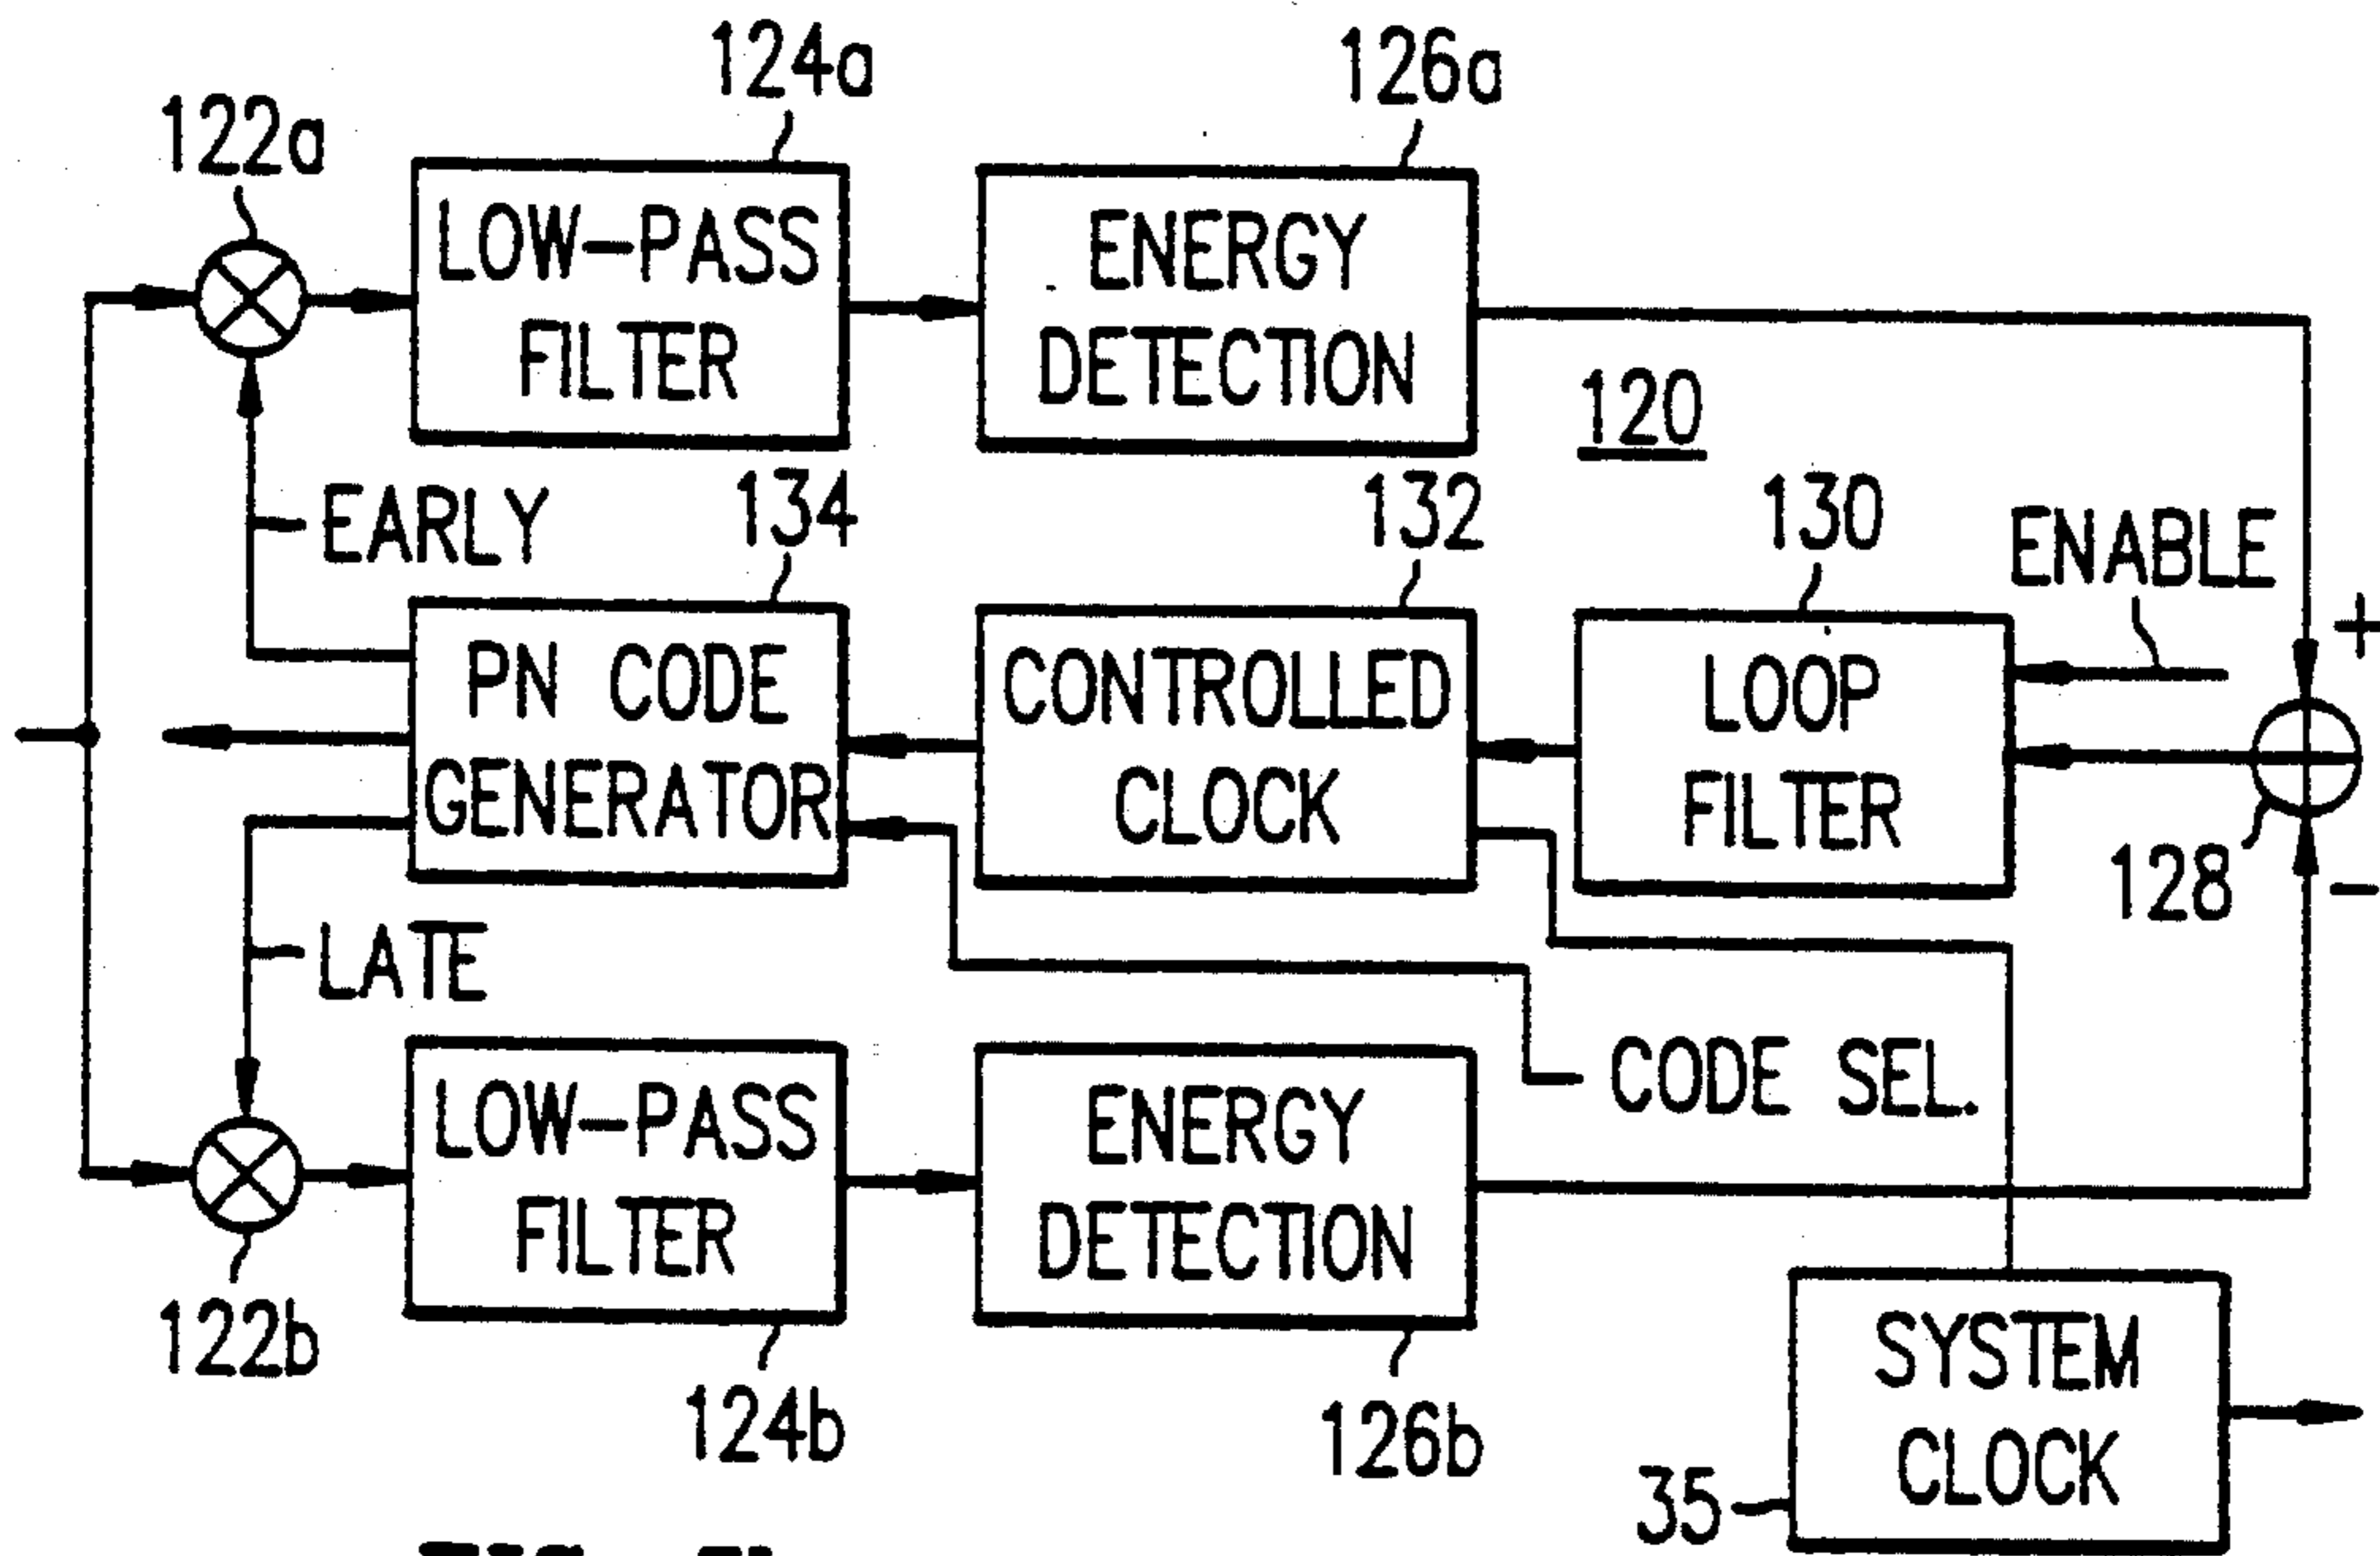 124a
126a
122a
LOW-PASS
FILTER
ENERGY
DETECTION
120
EARLY
134
132
130
ENABLE
+
PN CODE
GENERATOR
CONTROLLED
CLOCK
LOOP
FILTER
128
-
LATE
CODE SEL.
LOW-PASS
FILTER
ENERGY
DETECTION
122b
124b
126b
SYSTEM
CLOCK
35